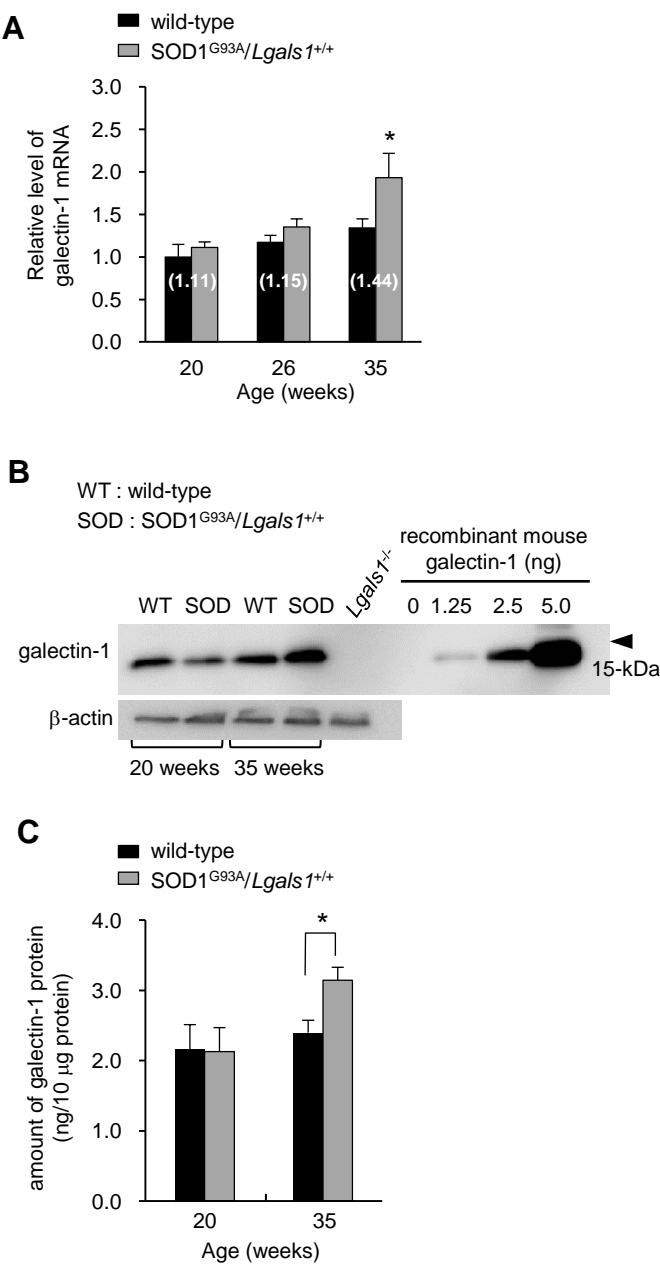 A
wild-type
SOD1G93A/Lgals1+/+
Relative level of
galectin-1 mRNA
3.0
2.5
2.0
1.5
1.0
0.5
0.0
*
(1.11)
(1.15)
(1.44)
20
26
35
Age (weeks)
B
WT : wild-type
SOD : SOD1G93A/Lgals1+/+
Lgals1-/-
recombinant mouse
galectin-1 (ng)
WT SOD WT SOD
0 1.25 2.5 5.0
galectin-1
15-kDa
β-actin
20 weeks 35 weeks
C
wild-type
SOD1G93A/Lgals1+/+
amount of galectin-1 protein
(ng/10 μg protein)
4.0
3.0
2.0
1.0
0.0
*
20
35
Age (weeks)